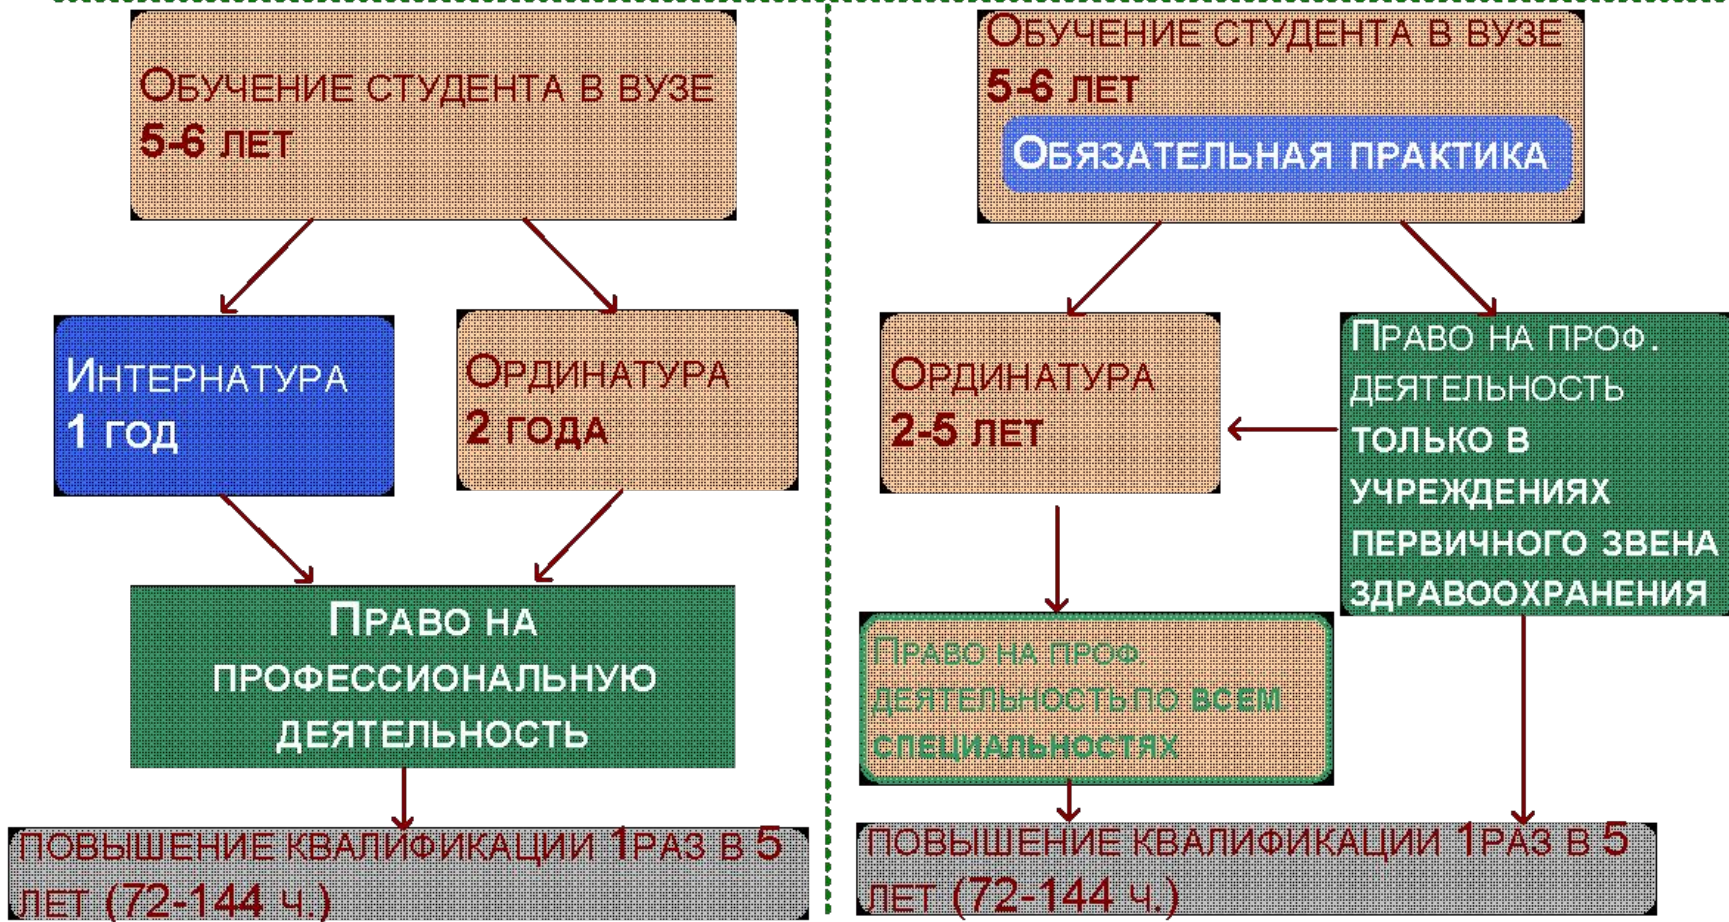 Обучение студента в вузе
5-6 лет
Интернатура
1 год
Ординатура
2 года
Право на
профессиональную
деятельность
повышение квалификации 1раз в 5
лет (72-144 ч.)
Обучение студента в вузе
5-6 лет
Обязательная практика
Ординатура
2-5 лет
Право на проф.
деятельность
только в
учреждениях
первичного звена
здравоохранения
Право на проф.
деятельность по всем
специальностях
повышение квалификации 1раз в 5
лет (72-144 ч.)